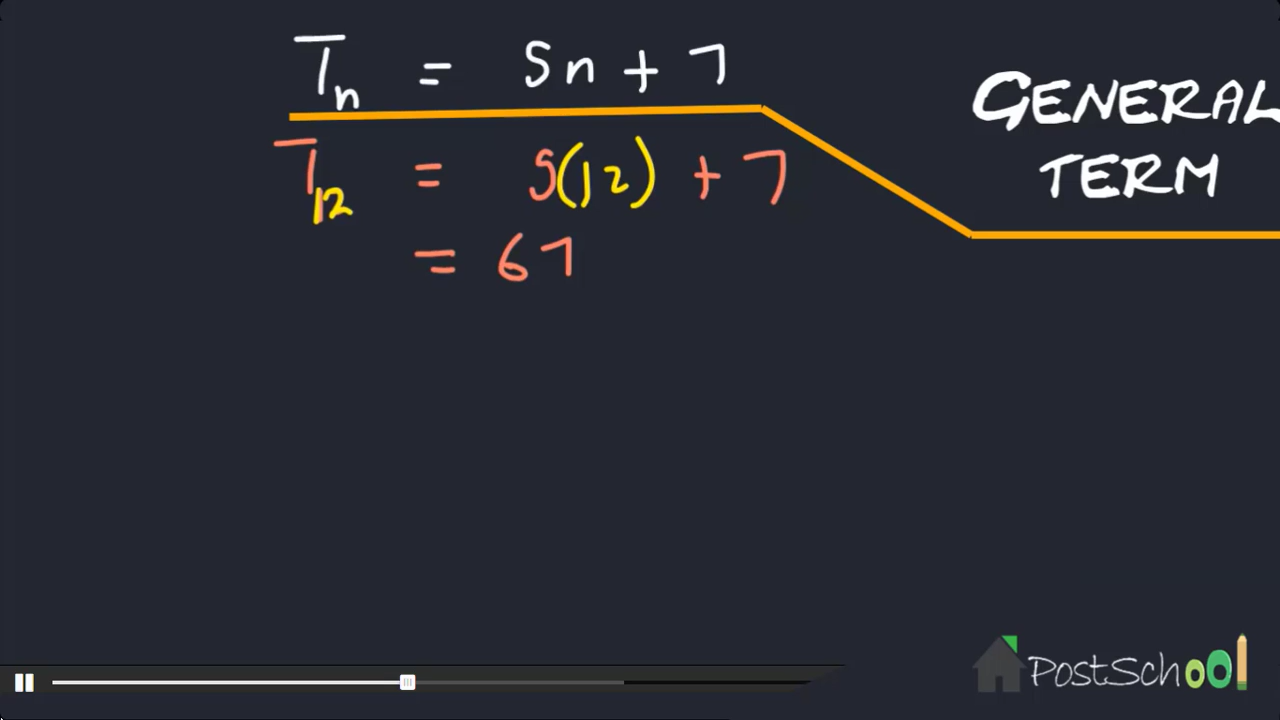 Tn = 5n + 7
GENERAL
TERM
T12 = 5(12) + 7
= 67
PostSchool